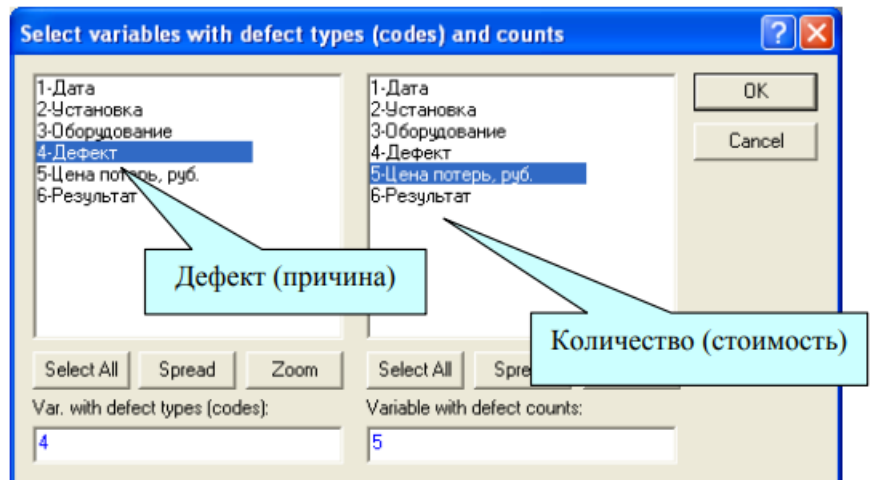 Select variables with defect types (codes) and counts
1-Дата
2-Установка
3-Оборудование
4-Дефект
5-Цена потерь, руб.
6-Результат
1-Дата
2-Установка
3-Оборудование
4-Дефект
5-Цена потерь, руб.
6-Результат
OK
Cancel
Дефект (причина)
Количество (стоимость)
Select All Spread Zoom
Select All Spre
Var. with defect types (codes):
4
Variable with defect counts:
5